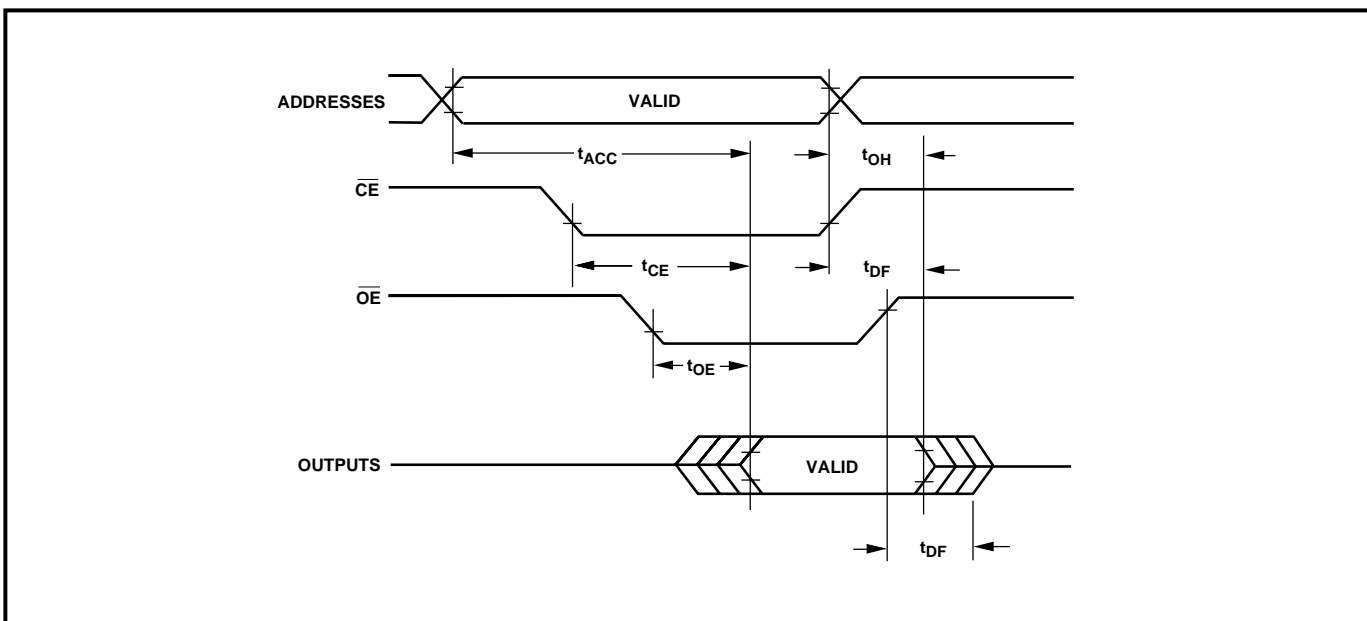 ADDRESSES
VALID
tACC
tOH
CE
tCE
tDF
OE
tOE
OUTPUTS
VALID
tDF